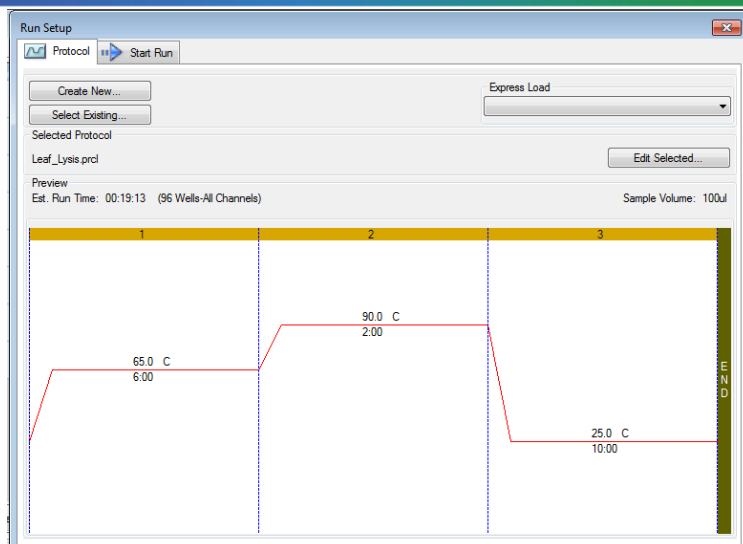 Run Setup
Protocol Start Run
Create New...
Express Load
Select Existing...
Selected Protocol
Leaf_Lysis.prcl
Edit Selected...
Preview
Est. Run Time: 00:19:13 (96 Wells-All Channels) Sample Volume: 100ul
1 2 3
90.0 C
2:00
65.0 C
6:00
END
25.0 C
10:00